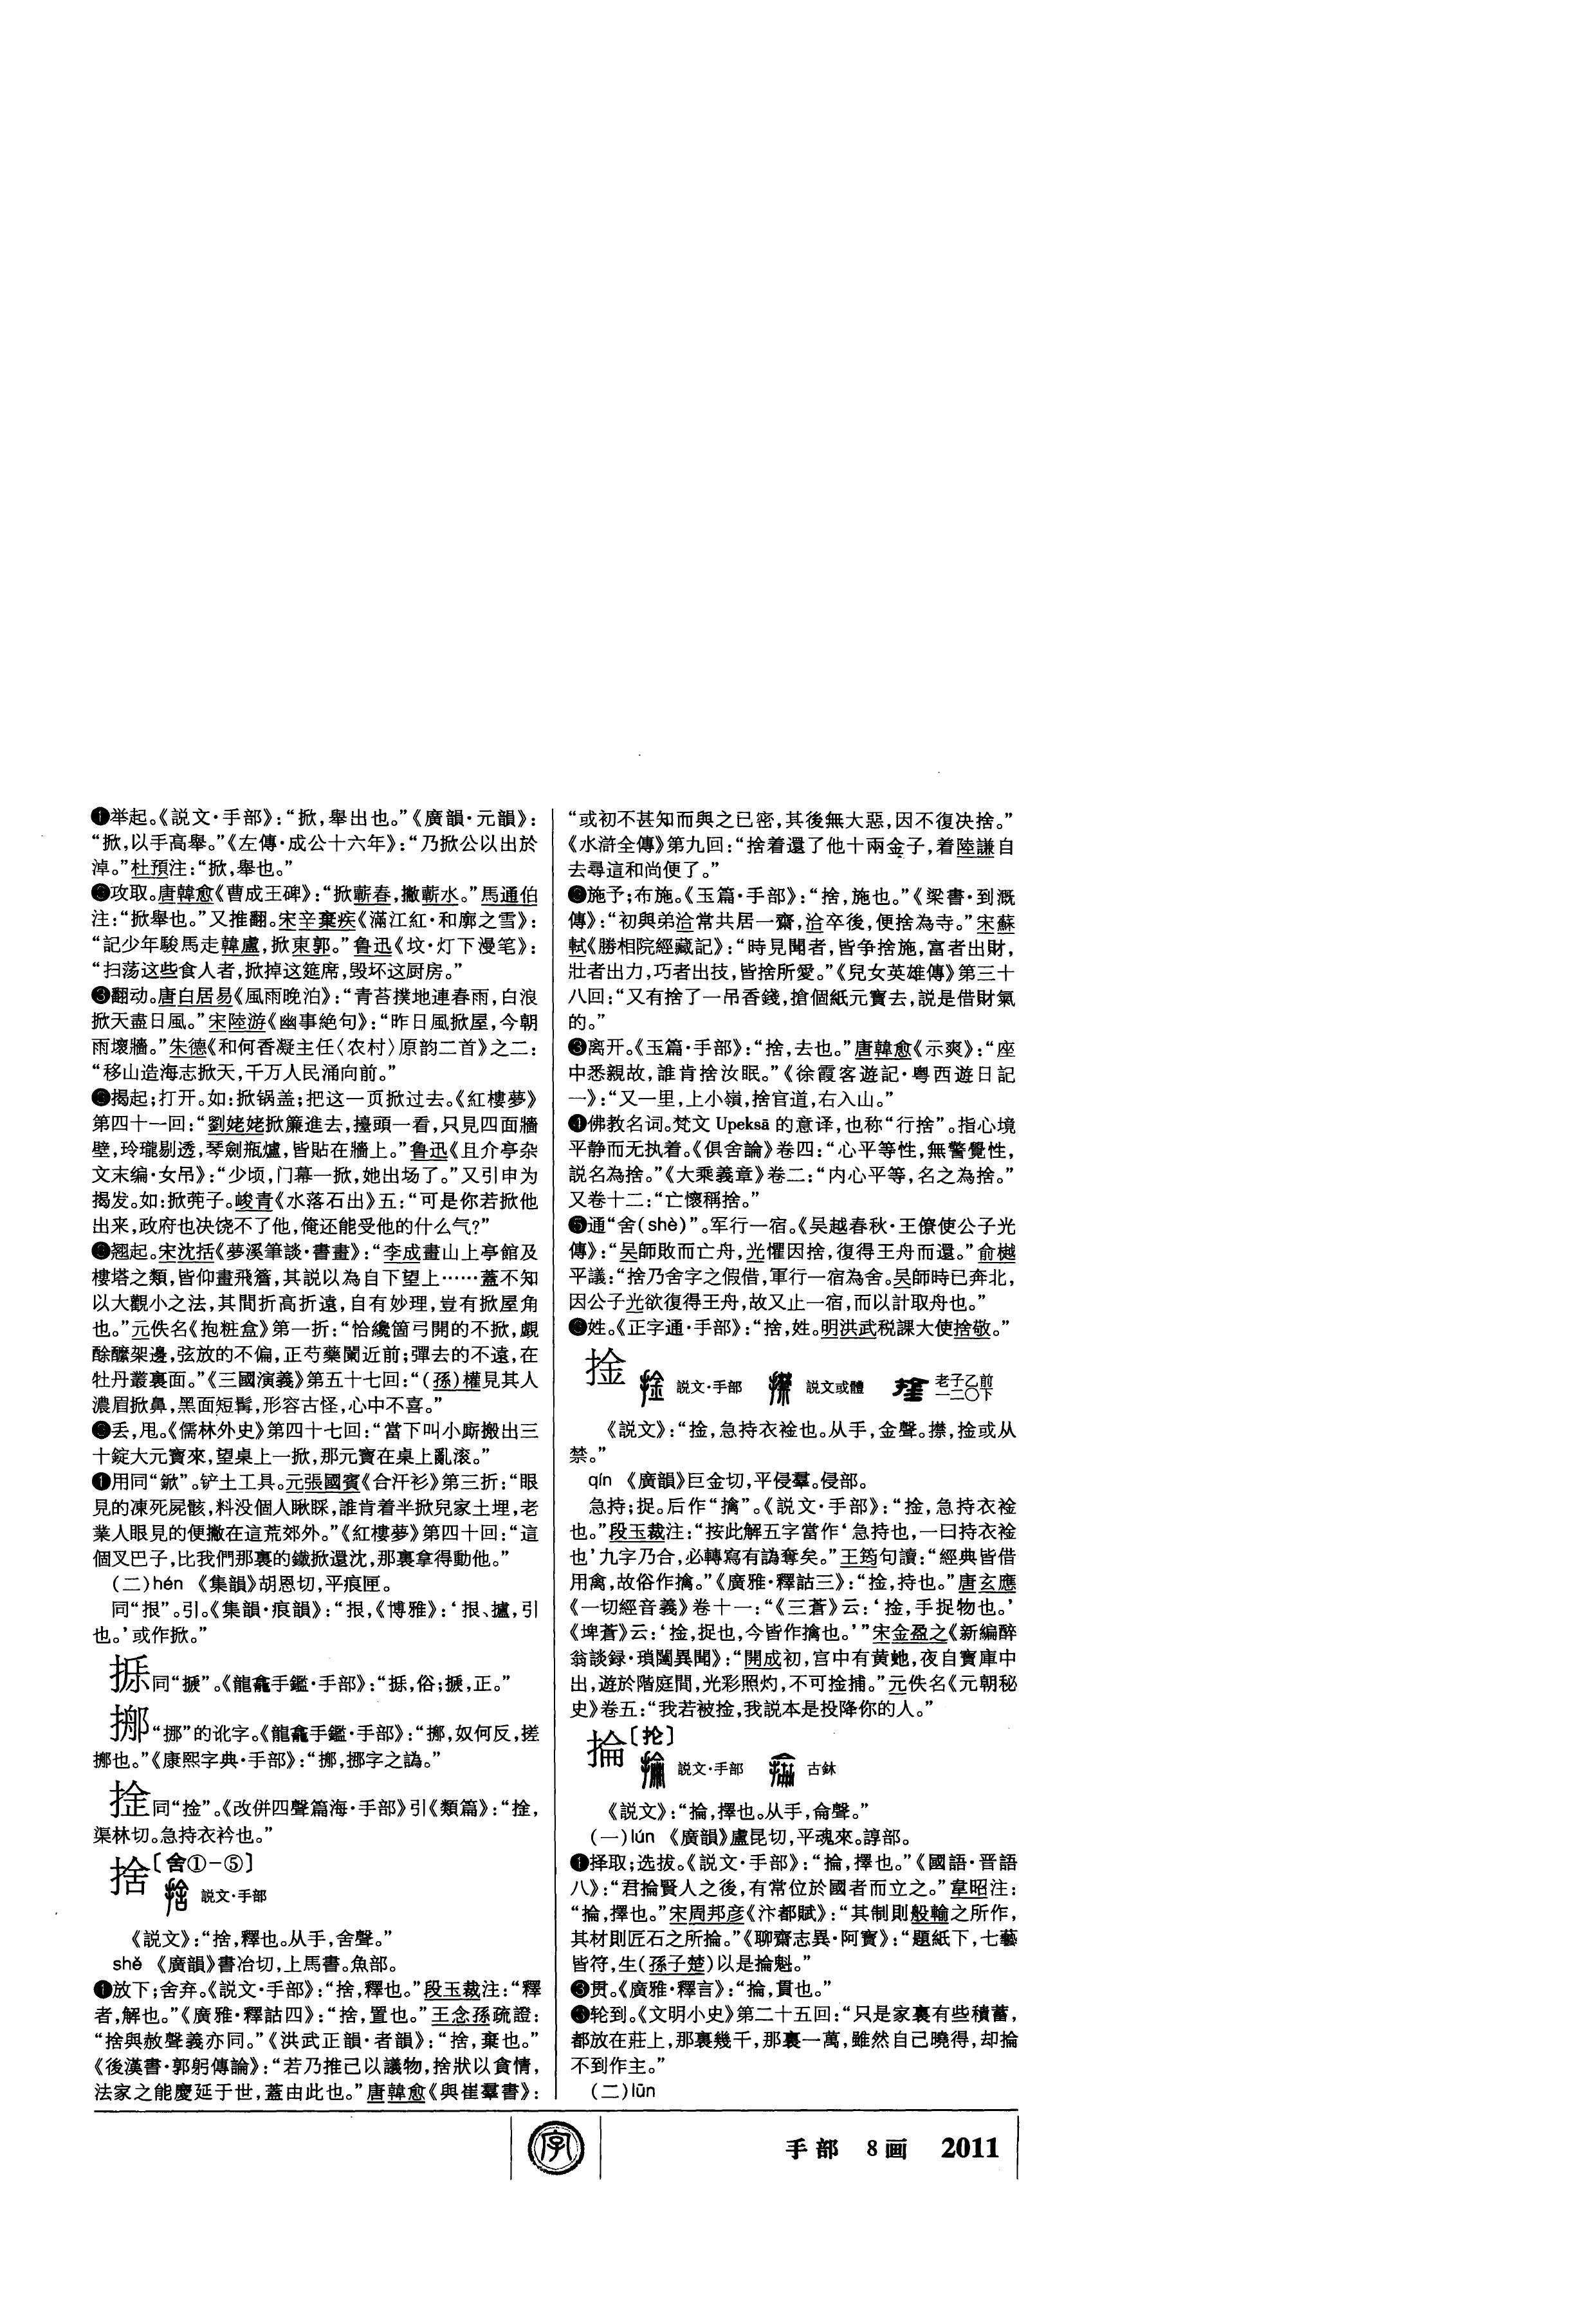 ❶举起。《説文·手部》：“掀，舉出也。”《廣韻·元韻》：
“掀，以手高舉。”《左傳·成公十六年》：“乃掀公以出於
淖。”杜預注：“掀，舉也。”
攻取。唐韓愈《曹成王碑》：“掀蘄春，撇蘄水。”馬通伯
注：“掀舉也。”又推翻。宋辛棄疾《滿江紅·和廓之雪》：
“記少年駿馬走韓盧，掀東郭。”鲁迅《坟·灯下漫笔》：
“扫荡这些食人者，掀掉这筵席，毁坏这厨房。”
❸翻动。唐白居易《風雨晚泊》：“青苔撲地連春雨，白浪
掀天盡日風。”宋陸游《幽事絶句》：“昨日風掀屋，今朝
雨壞牆。”朱德《和何香凝主任〈农村〉原韵二首》之二：
“移山造海志掀天，千万人民涌向前。”
揭起；打开。如：掀锅盖；把这一页掀过去。《紅樓夢》
第四十一回：“劉姥姥掀簾進去，擡頭一看，只見四面牆
壁，玲瓏剔透，琴劍瓶爐，皆貼在牆上。”鲁迅《且介亭杂
文末编·女吊》：“少顷，门幕一掀，她出场了。”又引申为
揭发。如：掀蔸子。峻青《水落石出》五：“可是你若掀他
出来，政府也决饶不了他，俺还能受他的什么气？”
翘起。宋沈括《夢溪筆談·書畫》：“李成畫山上亭館及
樓塔之類，皆仰畫飛簷，其説以為自下望上……蓋不知
以大觀小之法，其間折高折遠，自有妙理，豈有掀屋角
也。”元佚名《抱粧盒》第一折：“恰纔箇弓開的不掀，覷
酴醿架邊，弦放的不偏，正芍藥闌近前；彈去的不遠，在
牡丹叢裏面。”《三國演義》第五十七回：“（孫）權見其人
濃眉掀鼻，黑面短髯，形容古怪，心中不喜。”
丢，甩。《儒林外史》第四十七回：“當下叫小廝搬出三
十錠大元寶來，望桌上一掀，那元寶在桌上亂滚。”
用同“鍁”。铲土工具。元張國賓《合汗衫》第三折：“眼
見的凍死屍骸，料没個人瞅睬，誰肯着半掀兒家土埋，老
業人眼見的便撇在這荒郊外。”《紅樓夢》第四十回：“這
個叉巴子，比我們那裏的鐵掀還沈，那裏拿得動他。”
（二）hén 《集韻》胡恩切，平痕匣。
同“拫”。引。《集韻·痕韻》：“拫，《博雅》：‘拫、攎，引
也。’或作掀。”
同“搋”。《龍龕手鑑·手部》：“，俗；搋，正。”
“挪”的讹字。《龍龕手鑑·手部》：“，奴何反，搓
也。”《康熙字典·手部》：“，挪字之譌。”
同“捦”。《改併四聲篇海·手部》引《類篇》：“，
渠林切。急持衣衿也。”
捨〔舍①－⑤〕
説文·手部
《説文》：“捨，釋也。从手，舍聲。”
shě 《廣韻》書冶切，上馬書。魚部。
❶放下；舍弃。《説文·手部》：“捨，釋也。”段玉裁注：“釋
者，解也。”《廣雅·釋詁四》：“捨，置也。”王念孫疏證：
“捨與赦聲義亦同。”《洪武正韻·者韻》：“捨，棄也。”
《後漢書·郭躬傳論》：“若乃推己以議物，捨狀以貪情，
法家之能慶延于世，蓋由此也。”唐韓愈《與崔羣書》：
“或初不甚知而與之已密，其後無大惡，因不復决捨。”
《水滸全傳》第九回：“捨着還了他十兩金子，着陸謙自
去尋這和尚便了。”
施予；布施。《玉篇·手部》：“捨，施也。”《梁書·到溉
傳》：“初與弟洽常共居一齋，洽卒後，便捨為寺。”宋蘇
軾《勝相院經藏記》：“時見聞者，皆争捨施，富者出財，
壯者出力，巧者出技，皆捨所愛。”《兒女英雄傳》第三十
八回：“又有捨了一吊香錢，搶個紙元寶去，説是借財氣
的。”
❸离开。《玉篇·手部》：“捨，去也。”唐韓愈《示爽》：“座
中悉親故，誰肯捨汝眠。”《徐霞客遊記·粤西遊日記
一》：“又一里，上小嶺，捨官道，右入山。”
❹佛教名词。梵文 Upeksā 的意译，也称“行捨”。指心境
平静而无执着。《俱舍論》卷四：“心平等性，無警覺性，
説名為捨。”《大乘義章》卷二：“内心平等，名之為捨。”
又卷十二：“亡懷稱捨。”
❺通“舍（shè）”。军行一宿。《吴越春秋·王僚使公子光
傳》：“吴師敗而亡舟，光懼因捨，復得王舟而還。”俞樾
平議：“捨乃舍字之假借，軍行一宿為舍。吴師時已奔北，
因公子光欲復得王舟，故又止一宿，而以計取舟也。”
❻姓。《正字通·手部》：“捨，姓。明洪武税課大使捨敬。”
捦 説文·手部 説文或體 老子乙前一二〇下
《説文》：“捦，急持衣裣也。从手，金聲。㩒，捦或从
禁。”
qín 《廣韻》巨金切，平侵羣。侵部。
急持；捉。后作“擒”。《説文·手部》：“捦，急持衣裣
也。”段玉裁注：“按此解五字當作‘急持也，一曰持衣裣
也’九字乃合，必轉寫有譌奪矣。”王筠句讀：“經典皆借
用禽，故俗作擒。”《廣雅·釋詁三》：“捦，持也。”唐玄應
《一切經音義》卷十一：“《三蒼》云：‘捦，手捉物也。’
《埤蒼》云：‘捦，捉也，今皆作擒也。’”宋金盈之《新編醉
翁談録·瑣闥異聞》：“開成初，宫中有黄虵，夜自寶庫中
出，遊於階庭間，光彩照灼，不可捦捕。”元佚名《元朝秘
史》卷五：“我若被捦，我説本是投降你的人。”
掄〔抡〕
説文·手部 古鉢
《説文》：“掄，擇也。从手，侖聲。”
（一）lún 《廣韻》盧昆切，平魂來。諄部。
❶择取；选拔。《説文·手部》：“掄，擇也。”《國語·晋語
八》：“君掄賢人之後，有常位於國者而立之。”韋昭注：
“掄，擇也。”宋周邦彦《汴都賦》：“其制則般輸之所作，
其材則匠石之所掄。”《聊齋志異·阿寶》：“題紙下，七藝
皆符，生（孫子楚）以是掄魁。”
贯。《廣雅·釋言》：“掄，貫也。”
轮到。《文明小史》第二十五回：“只是家裏有些積蓄，
都放在莊上，那裏幾千，那裏一萬，雖然自己曉得，却掄
不到作主。”
（二）lūn
字
手部 8画 2011